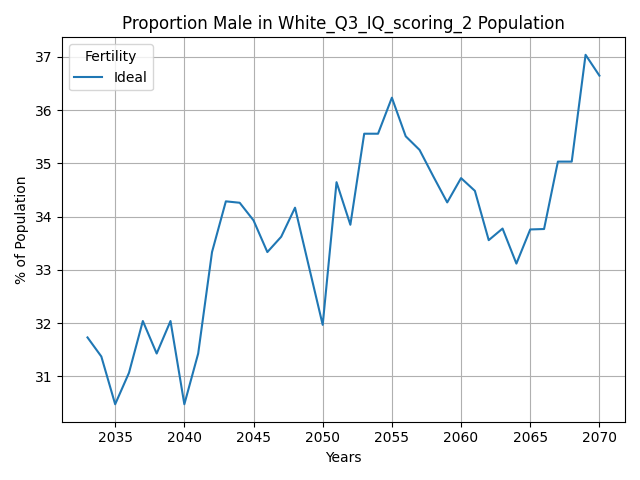 Proportion Male in White_Q3_IQ_scoring_2 Population
Fertility
Ideal
% of Population
37
36
35
34
33
32
31
2035 2040 2045 2050 2055 2060 2065 2070
Years